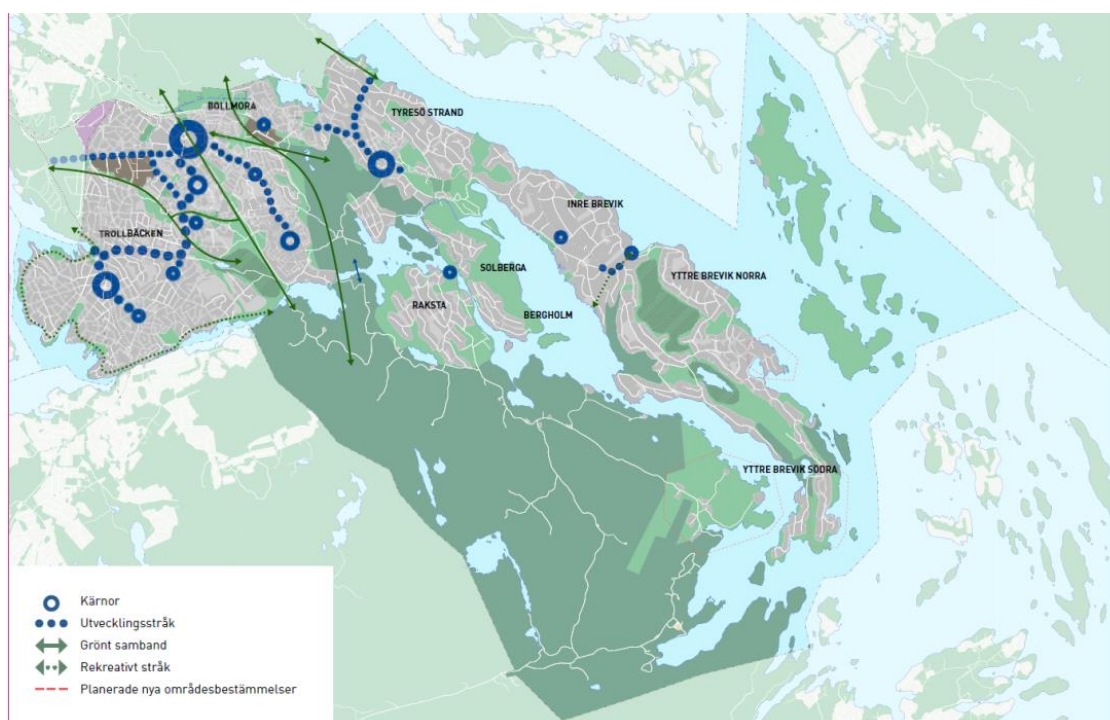 BOLLMORA
TYRESÖ STRAND
INRE BREVIK
TROLLBÄCKEN
SOLBERGA
YTTRE BREVIK NORRA
RAKSTA
BERGHOLM
YTTRE BREVIK SÖDRA
Kärnor
Utvecklingsstråk
Grönt samband
Rekreativt stråk
Planerade nya områdesbestämmelser